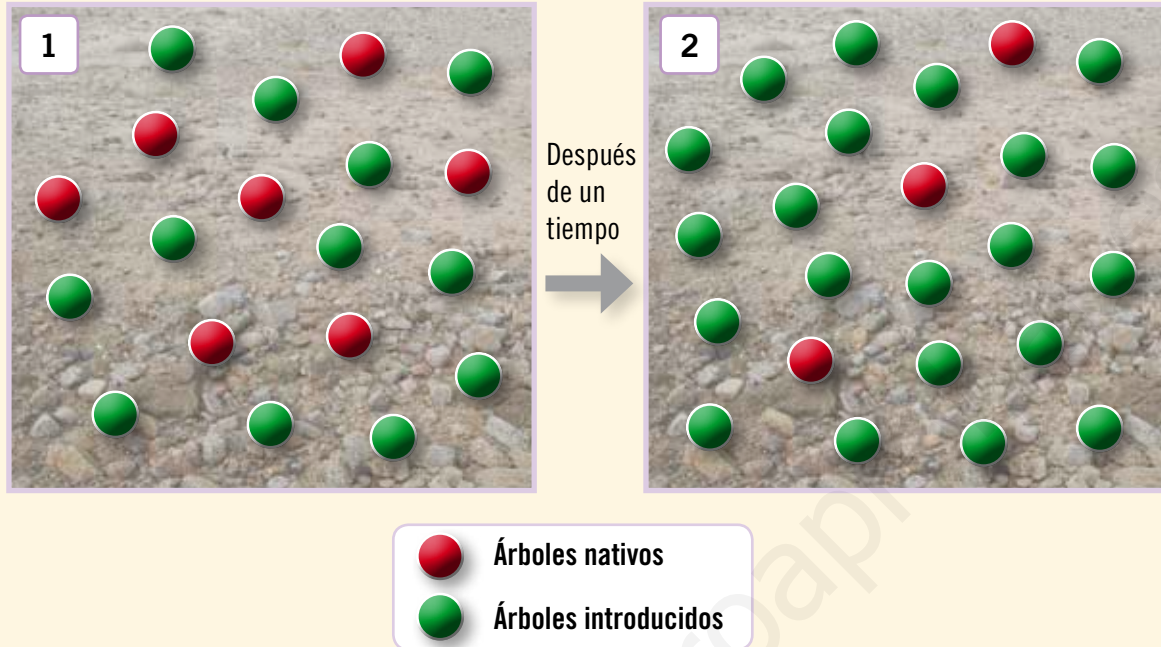 1
2
Después
de un
tiempo
Árboles nativos
Árboles introducidos